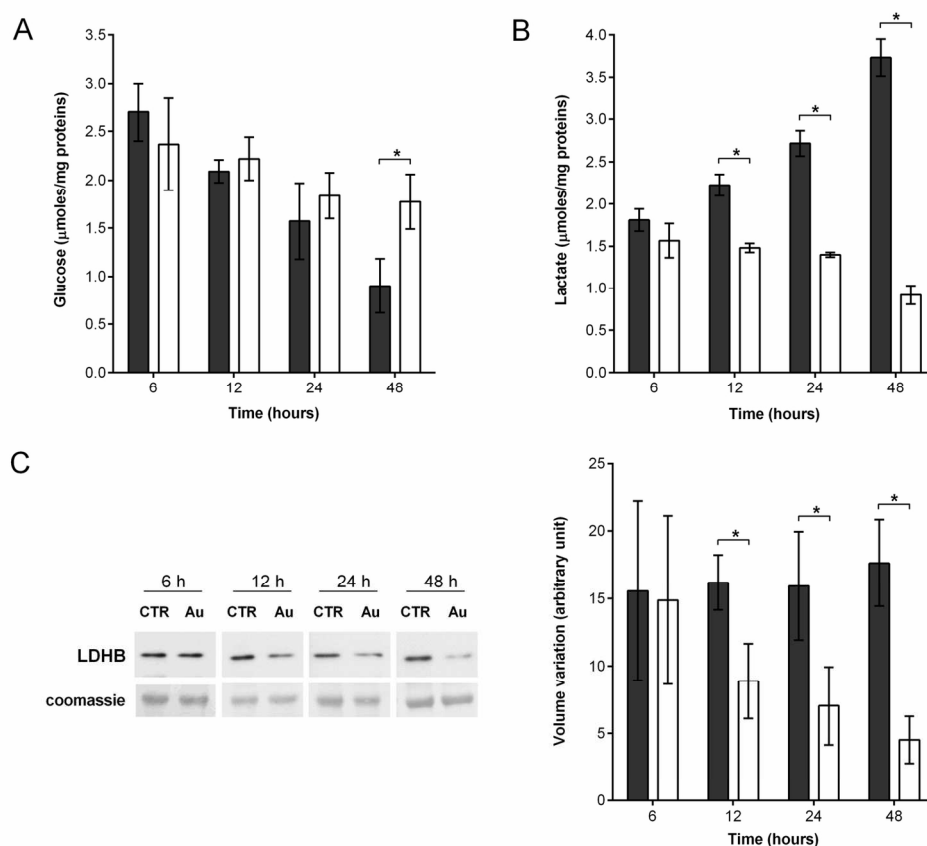 A
Glucose (µmoles/mg proteins)
3.5
3.0
2.5
2.0
1.5
1.0
0.5
0.0
*
6 12 24 48
Time (hours)
B
Lactate (µmoles/mg proteins)
4.0
3.5
3.0
2.5
2.0
1.5
1.0
0.5
0.0
* * *
6 12 24 48
Time (hours)
C
6 h 12 h 24 h 48 h
CTR Au CTR Au CTR Au CTR Au
LDHB
coomassie
Volume variation (arbitrary unit)
25
20
15
10
5
0
* * *
6 12 24 48
Time (hours)